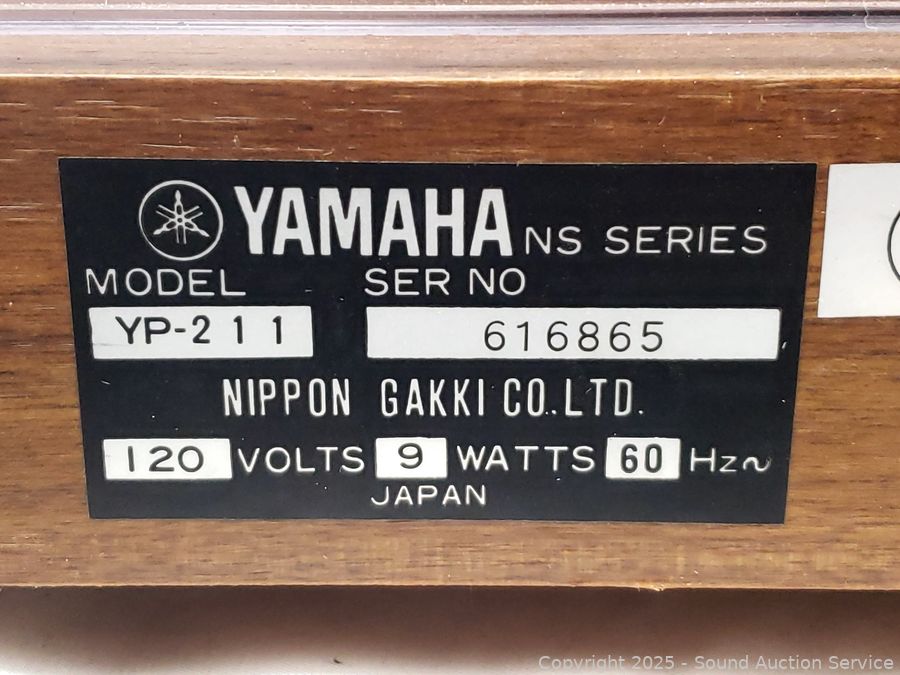 YAMAHA NS SERIES
MODEL SER NO
YP-211 616865
NIPPON GAKKI CO.,LTD.
120 VOLTS 9 WATTS 60 Hz~
JAPAN
Copyright 2025 - Sound Auction Service